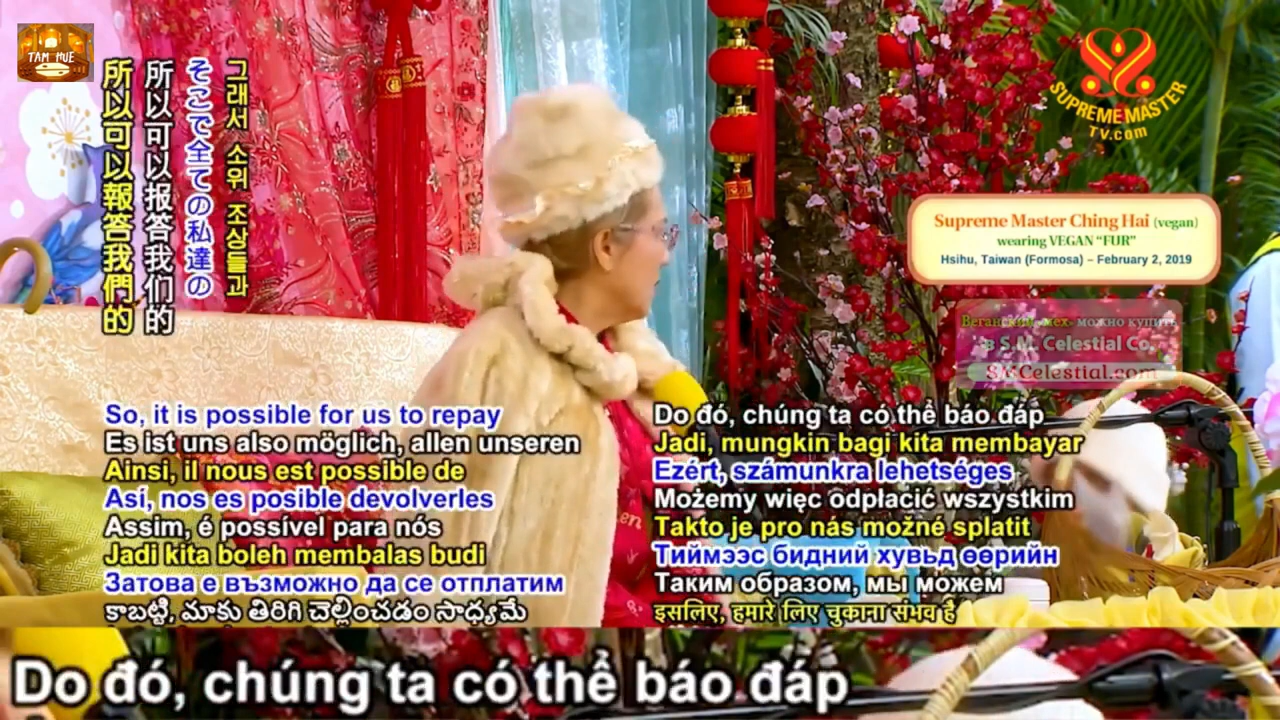 TAM HUE
所以可以報答我們的
所以可以报答我们的
そこで全ての私達の
그래서 소위 조상들과
SUPREME MASTER
TV.com
Supreme Master Ching Hai (vegan)
wearing VEGAN “FUR”
Hsihu, Taiwan (Formosa) – February 2, 2019
Веганский «мех» можно купить
в S.M. Celestial Co.
SMCelestial.com
So, it is possible for us to repay
Es ist uns also möglich, allen unseren
Ainsi, il nous est possible de
Así, nos es posible devolverles
Assim, é possível para nós
Jadi kita boleh membalas budi
Затова е възможно да се отплатим
కాబట్టి, మాకు తిరిగి చెల్లించడం సాధ్యమే
Do đó, chúng ta có thể báo đáp
Jadi, mungkin bagi kita membayar
Ezért, számunkra lehetséges
Możemy więc odpłacić wszystkim
Takto je pro nás možné splatit
Тиймээс бидний хувьд өөрийн
Таким образом, мы можем
इसलिए, हमारे लिए चुकाना संभव है
Do đó, chúng ta có thể báo đáp